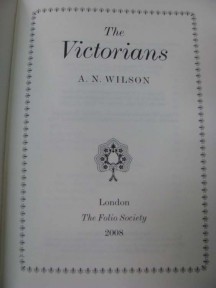 The
Victorians
A. N. WILSON
London
The Folio Society
2008